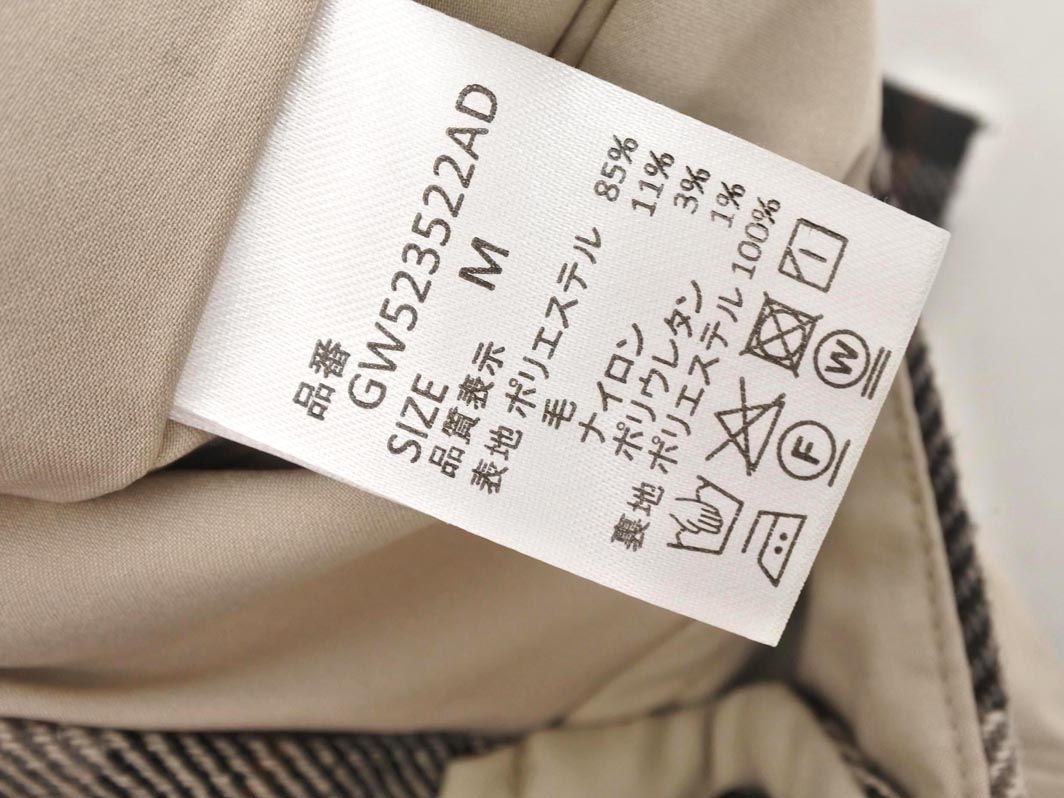 品番
GW523522AD
SIZE M
品質表示
表地 ポリエステル 85%
毛 11%
ナイロン 3%
ポリウレタン 1%
裏地 ポリエステル 100%
W
F